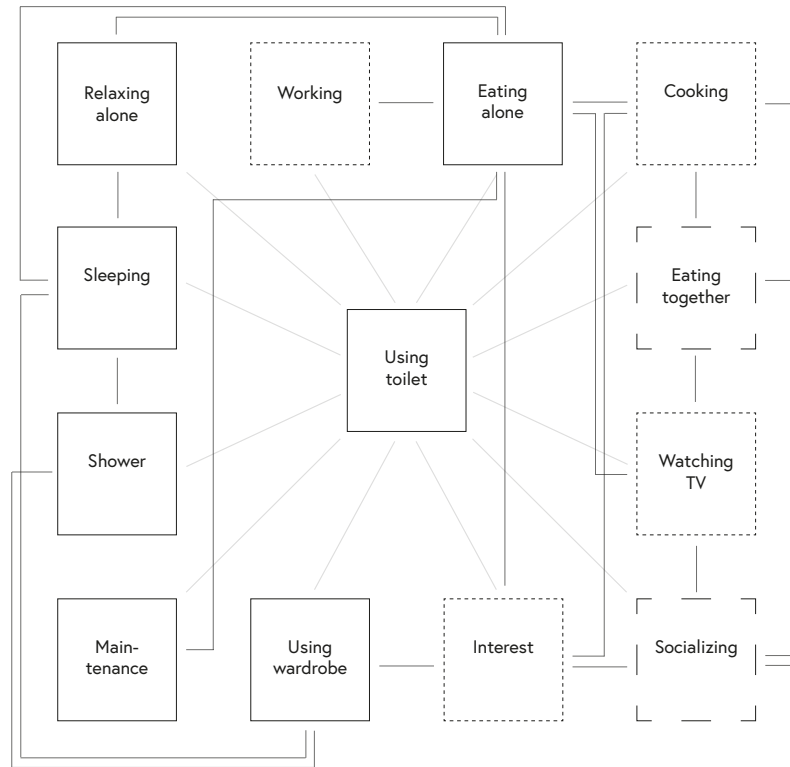 Relaxing
alone
Working
Eating
alone
Cooking
Sleeping
Eating
together
Using
toilet
Shower
Watching
TV
Main-
tenance
Using
wardrobe
Interest
Socializing